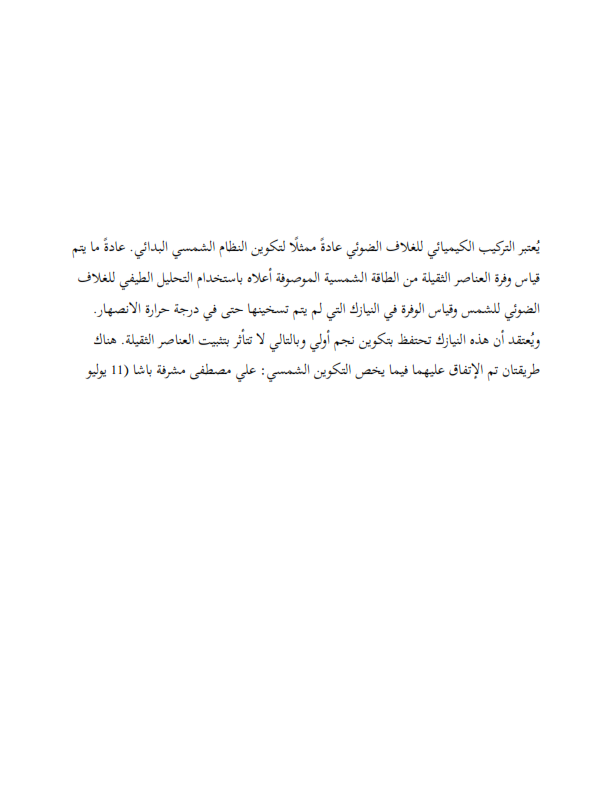 يُعتبر التركيب الكيميائي للغلاف الضوئي عادةً ممثلًا لتكوين النظام الشمسي البدائي. عادةً ما يتم
قياس وفرة العناصر الثقيلة من الطاقة الشمسية الموصوفة أعلاه باستخدام التحليل الطيفي للغلاف
الضوئي للشمس وقياس الوفرة في النيازك التي لم يتم تسخينها حتى في درجة حرارة الانصهار.
ويُعتقد أن هذه النيازك تحتفظ بتكوين نجم أولي وبالتالي لا تتأثر بتثبيت العناصر الثقيلة. هناك
طريقتان تم الإتفاق عليهما فيما يخص التكوين الشمسي: علي مصطفى مشرفة باشا (11 يوليو